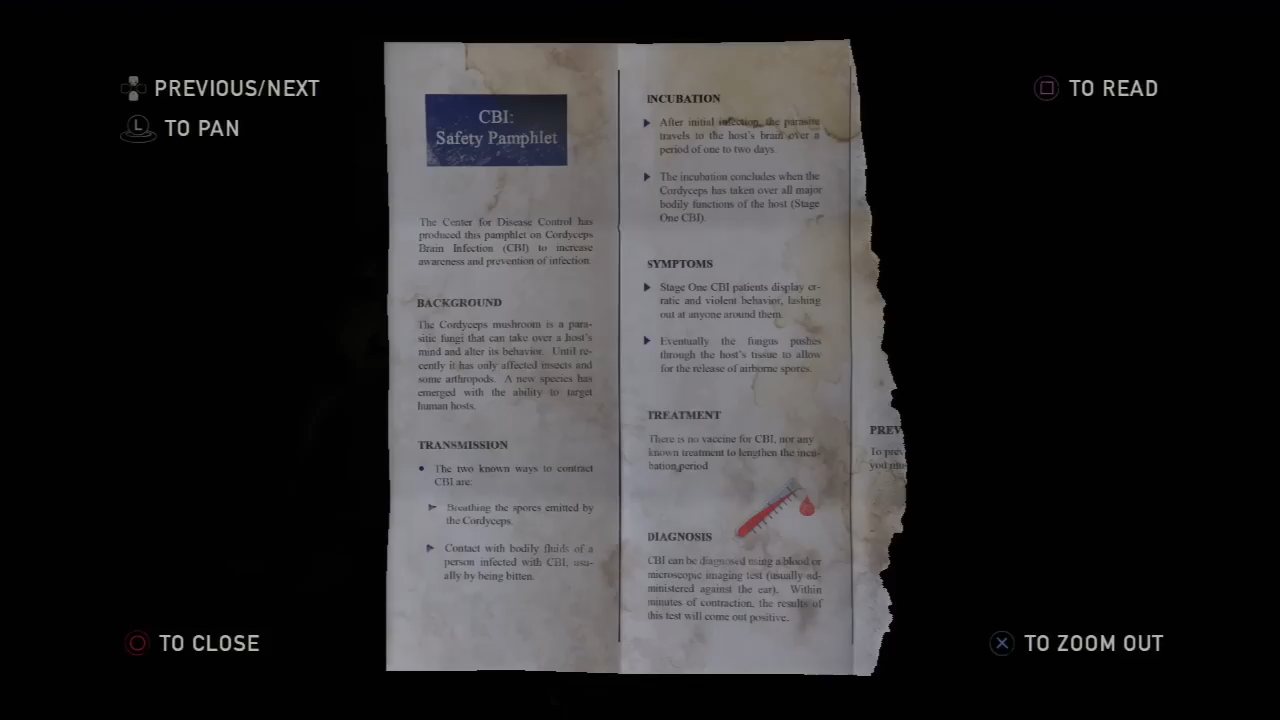 PREVIOUS/NEXT
L TO PAN
TO READ
CBI:
Safety Pamphlet
The Center for Disease Control has
produced this pamphlet on Cordyceps
Brain Infection (CBI) to increase
awareness and prevention of infection.
BACKGROUND
The Cordyceps mushroom is a para-
sitic fungi that can take over a host's
mind and alter its behavior. Until re-
cently it has only affected insects and
some arthropods. A new species has
emerged with the ability to target
human hosts.
TRANSMISSION
• The two known ways to contract
CBI are:
Breathing the spores emitted by
the Cordyceps.
Contact with bodily fluids of a
person infected with CBI, usu-
ally by being bitten.
INCUBATION
After initial infection, the parasite
travels to the host's brain over a
period of one to two days.
The incubation concludes when the
Cordyceps has taken over all major
bodily functions of the host (Stage
One CBI).
SYMPTOMS
Stage One CBI patients display er-
ratic and violent behavior, lashing
out at anyone around them.
Eventually the fungus pushes
through the host's tissue to allow
for the release of airborne spores.
TREATMENT
There is no vaccine for CBI, nor any
known treatment to lengthen the incu-
bation period
DIAGNOSIS
CBI can be diagnosed using a blood or
microscopic imaging test (usually ad-
ministered against the ear). Within
minutes of contraction, the results of
this test will come out positive.
PREV
To prev
you
TO CLOSE
TO ZOOM OUT